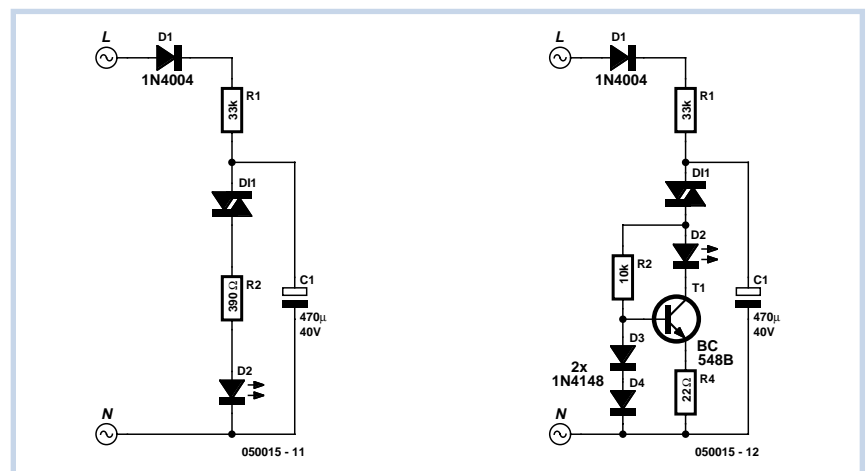 L
D1
1N4004
R1
33k
DI1
R2
390Ω
C1
470µ
40V
D2
N
050015 - 11
L
D1
1N4004
R1
33k
DI1
D2
R2
10k
C1
T1
470µ
40V
BC
548B
D3
2x
1N4148
D4
R4
22Ω
N
050015 - 12